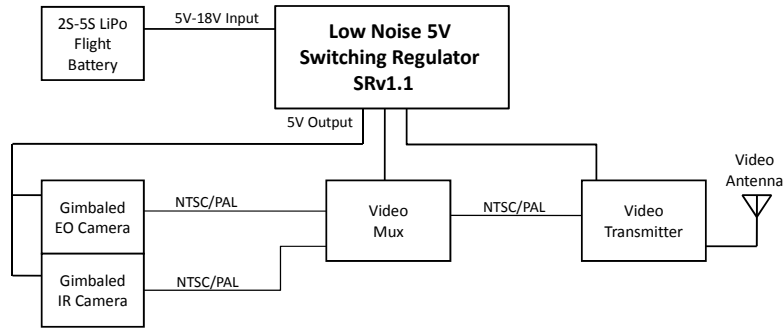 2S-5S LiPo
Flight
Battery
5V-18V Input
Low Noise 5V
Switching Regulator
SRv1.1
5V Output
Video
Antenna
Gimbaled
EO Camera
NTSC/PAL
Video
Mux
NTSC/PAL
Video
Transmitter
Gimbaled
IR Camera
NTSC/PAL